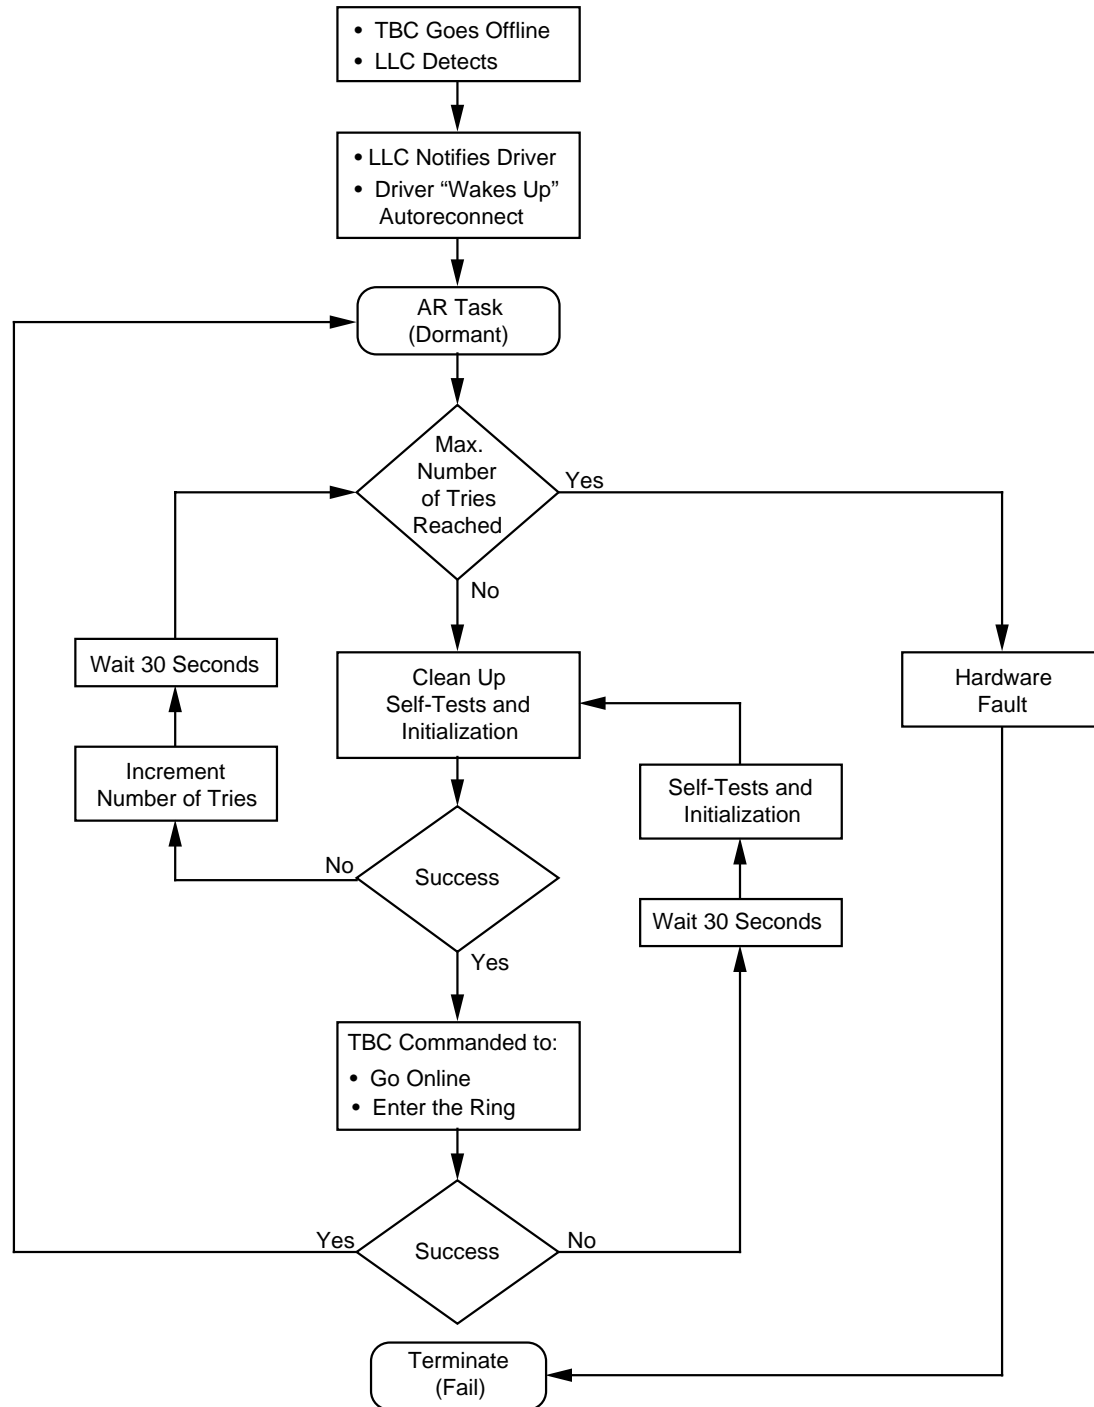 • TBC Goes Offline
• LLC Detects
• LLC Notifies Driver
• Driver “Wakes Up”
Autoreconnect
AR Task
(Dormant)
Max.
Number
of Tries
Reached
Yes
No
Wait 30 Seconds
Clean Up
Self-Tests and
Initialization
Hardware
Fault
Increment
Number of Tries
Self-Tests and
Initialization
No
Success
Wait 30 Seconds
Yes
TBC Commanded to:
• Go Online
• Enter the Ring
Yes
Success
No
Terminate
(Fail)